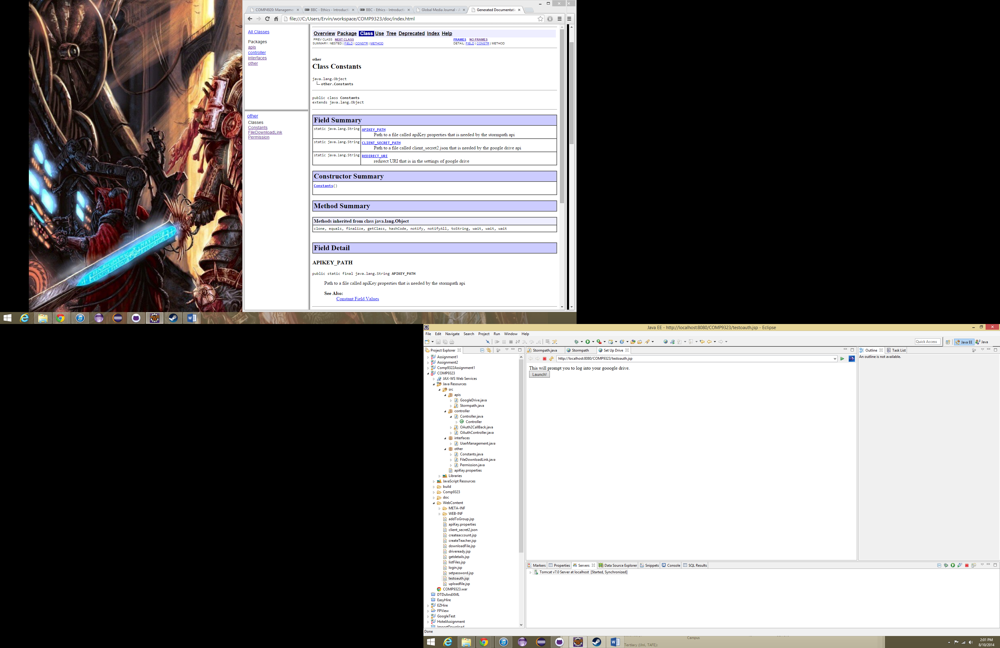 COMP4920: Managemer
BBC - Ethics - Introducti
BBC - Ethics - Introducti
Global Media Journal - A
Generated Documentati
file:///C:/Users/Ervin/workspace/COMP9323/doc/index.html
All Classes
Packages
apis
controller
interfaces
other
other
Classes
Constants
FileDownloadLink
Permission
Overview Package Class Use Tree Deprecated Index Help
PREV CLASS NEXT CLASS FRAMES NO FRAMES
SUMMARY: NESTED | FIELD | CONSTR | METHOD DETAIL: FIELD | CONSTR | METHOD
other
Class Constants
java.lang.Object
other.Constants
public class Constants
extends java.lang.Object
Field Summary
static java.lang.String APIKEY_PATH
Path to a file called apiKey.properties that is needed by the stormpath api
static java.lang.String CLIENT_SECRET_PATH
Path to a file called client_secret2.json that is needed by the google drive api
static java.lang.String REDIRECT_URI
redirect URI that is in the settings of google drive
Constructor Summary
Constants()
Method Summary
Methods inherited from class java.lang.Object
clone, equals, finalize, getClass, hashCode, notify, notifyAll, toString, wait, wait, wait
Field Detail
APIKEY_PATH
public static final java.lang.String APIKEY_PATH
Path to a file called apiKey.properties that is needed by the stormpath api
See Also:
Constant Field Values
MAXIMUS
Java EE - http://localhost:8080/COMP9323/testoauth.jsp - Eclipse
File Edit Navigate Search Project Run Window Help
Quick Access
Java EE
Java
Project Explorer
Assignment1
Assignment2
Comp9322Assignment1
COMP9323
JAX-WS Web Services
Java Resources
src
apis
GoogleDrive.java
Stormpath.java
controller
Controller.java
Controller
OAuth2CallBack.java
OAuthController.java
interfaces
UserManagement.java
other
Constants.java
FileDownloadLink.java
Permission.java
apiKey.properties
Libraries
JavaScript Resources
build
Comp9323
doc
WebContent
META-INF
WEB-INF
addToGroup.jsp
apiKey.properties
client_secret2.json
createaccount.jsp
createTeacher.jsp
downloadFile.jsp
driveready.jsp
getdetails.jsp
listFiles.jsp
login.jsp
setpassword.jsp
testoauth.jsp
uploadfile.jsp
COMP9323.war
DTDsAndXML
EasyHire
EZHire
FPView
GoogleTest
HotelAssignment
ImportDownload
Stormpath.java
Stormpath
Set Up Drive
http://localhost:8080/COMP9323/testoauth.jsp
This will prompt you to log into your gooogle drive.
Launch!
Outline
Task List
An outline is not available.
Markers Properties Servers Data Source Explorer Snippets Console SQL Results
Tomcat v7.0 Server at localhost [Started, Synchronized]
Done
Campus
Tertiary (Uni, TAFE):
2:01 PM
8/10/2014